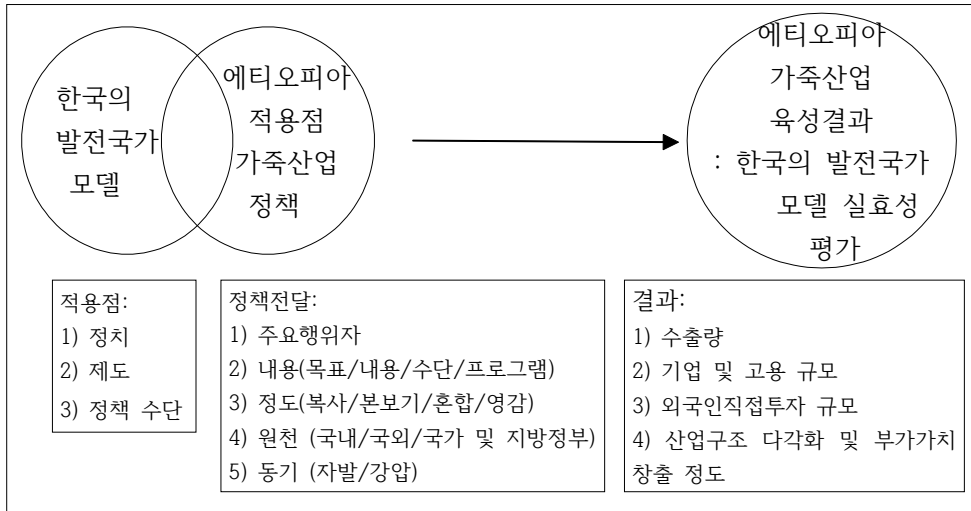 한국의
발전국가
모델
에티오피아
적용점
가죽산업
정책
에티오피아
가죽산업
육성결과
: 한국의 발전국가
모델 실효성
평가
적용점:
1) 정치
2) 제도
3) 정책 수단
정책전달:
1) 주요행위자
2) 내용(목표/내용/수단/프로그램)
3) 정도(복사/본보기/혼합/영감)
4) 원천 (국내/국외/국가 및 지방정부)
5) 동기 (자발/강압)
결과:
1) 수출량
2) 기업 및 고용 규모
3) 외국인직접투자 규모
4) 산업구조 다각화 및 부가가치
창출 정도